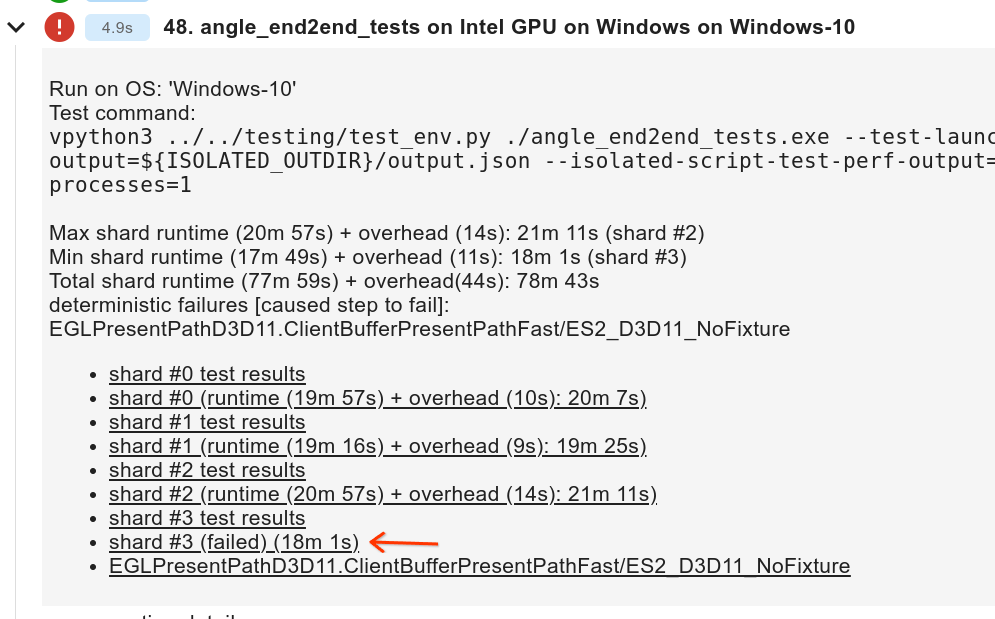 4.9s 48. angle_end2end_tests on Intel GPU on Windows on Windows-10
Run on OS: 'Windows-10'
Test command:
vpython3 ../../testing/test_env.py ./angle_end2end_tests.exe --test-launc
output=${ISOLATED_OUTDIR}/output.json --isolated-script-test-perf-output=
processes=1
Max shard runtime (20m 57s) + overhead (14s): 21m 11s (shard #2)
Min shard runtime (17m 49s) + overhead (11s): 18m 1s (shard #3)
Total shard runtime (77m 59s) + overhead(44s): 78m 43s
deterministic failures [caused step to fail]:
EGLPresentPathD3D11.ClientBufferPresentPathFast/ES2_D3D11_NoFixture
• shard #0 test results
• shard #0 (runtime (19m 57s) + overhead (10s): 20m 7s)
• shard #1 test results
• shard #1 (runtime (19m 16s) + overhead (9s): 19m 25s)
• shard #2 test results
• shard #2 (runtime (20m 57s) + overhead (14s): 21m 11s)
• shard #3 test results
• shard #3 (failed) (18m 1s)
• EGLPresentPathD3D11.ClientBufferPresentPathFast/ES2_D3D11_NoFixture